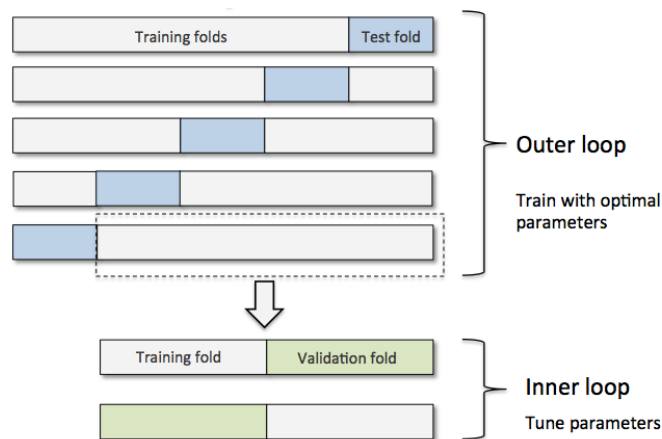 Training folds
Test fold
Outer loop
Train with optimal
parameters
Training fold
Validation fold
Inner loop
Tune parameters